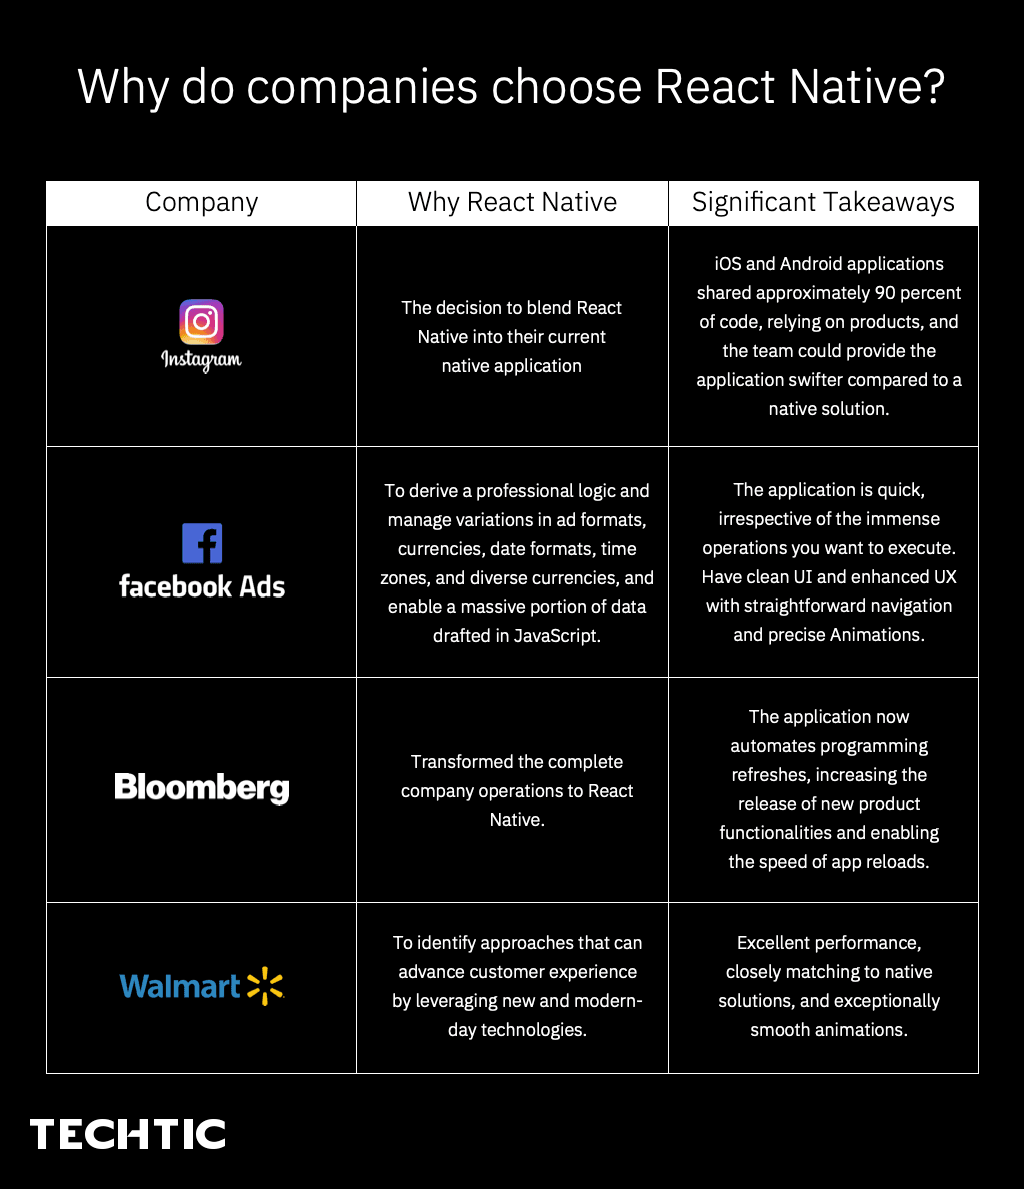 Why do companies choose React Native?
Company
Why React Native
Significant Takeaways
Instagram
The decision to blend React
Native into their current
native application
iOS and Android applications
shared approximately 90 percent
of code, relying on products, and
the team could provide the
application swifter compared to a
native solution.
facebook Ads
To derive a professional logic and
manage variations in ad formats,
currencies, date formats, time
zones, and diverse currencies, and
enable a massive portion of data
drafted in JavaScript.
The application is quick,
irrespective of the immense
operations you want to execute.
Have clean UI and enhanced UX
with straightforward navigation
and precise Animations.
Bloomberg
Transformed the complete
company operations to React
Native.
The application now
automates programming
refreshes, increasing the
release of new product
functionalities and enabling
the speed of app reloads.
Walmart
To identify approaches that can
advance customer experience
by leveraging new and modern-
day technologies.
Excellent performance,
closely matching to native
solutions, and exceptionally
smooth animations.
TECHTIC